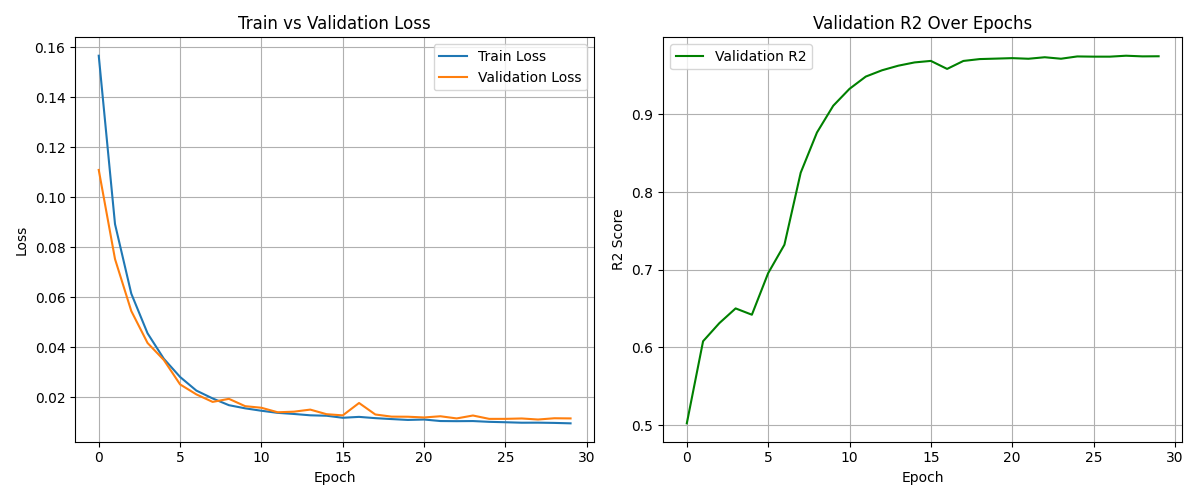 Train vs Validation Loss
Train Loss
Validation Loss
0.16
0.14
0.12
0.10
0.08
0.06
0.04
0.02
Loss
0 5 10 15 20 25 30
Epoch
Validation R2 Over Epochs
Validation R2
0.9
0.8
0.7
0.6
0.5
R2 Score
0 5 10 15 20 25 30
Epoch